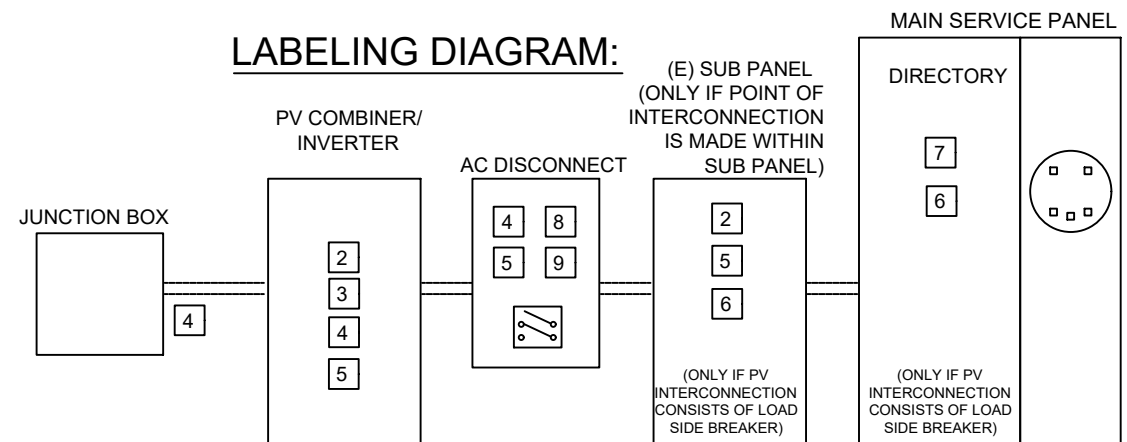 MAIN SERVICE PANEL
LABELING DIAGRAM:
(E) SUB PANEL
(ONLY IF POINT OF
INTERCONNECTION
IS MADE WITHIN
SUB PANEL)
DIRECTORY
PV COMBINER/
INVERTER
AC DISCONNECT
JUNCTION BOX
4
2
3
4
5
4 8
5 9
2
5
6
(ONLY IF PV
INTERCONNECTION
CONSISTS OF LOAD
SIDE BREAKER)
7
6
(ONLY IF PV
INTERCONNECTION
CONSISTS OF LOAD
SIDE BREAKER)